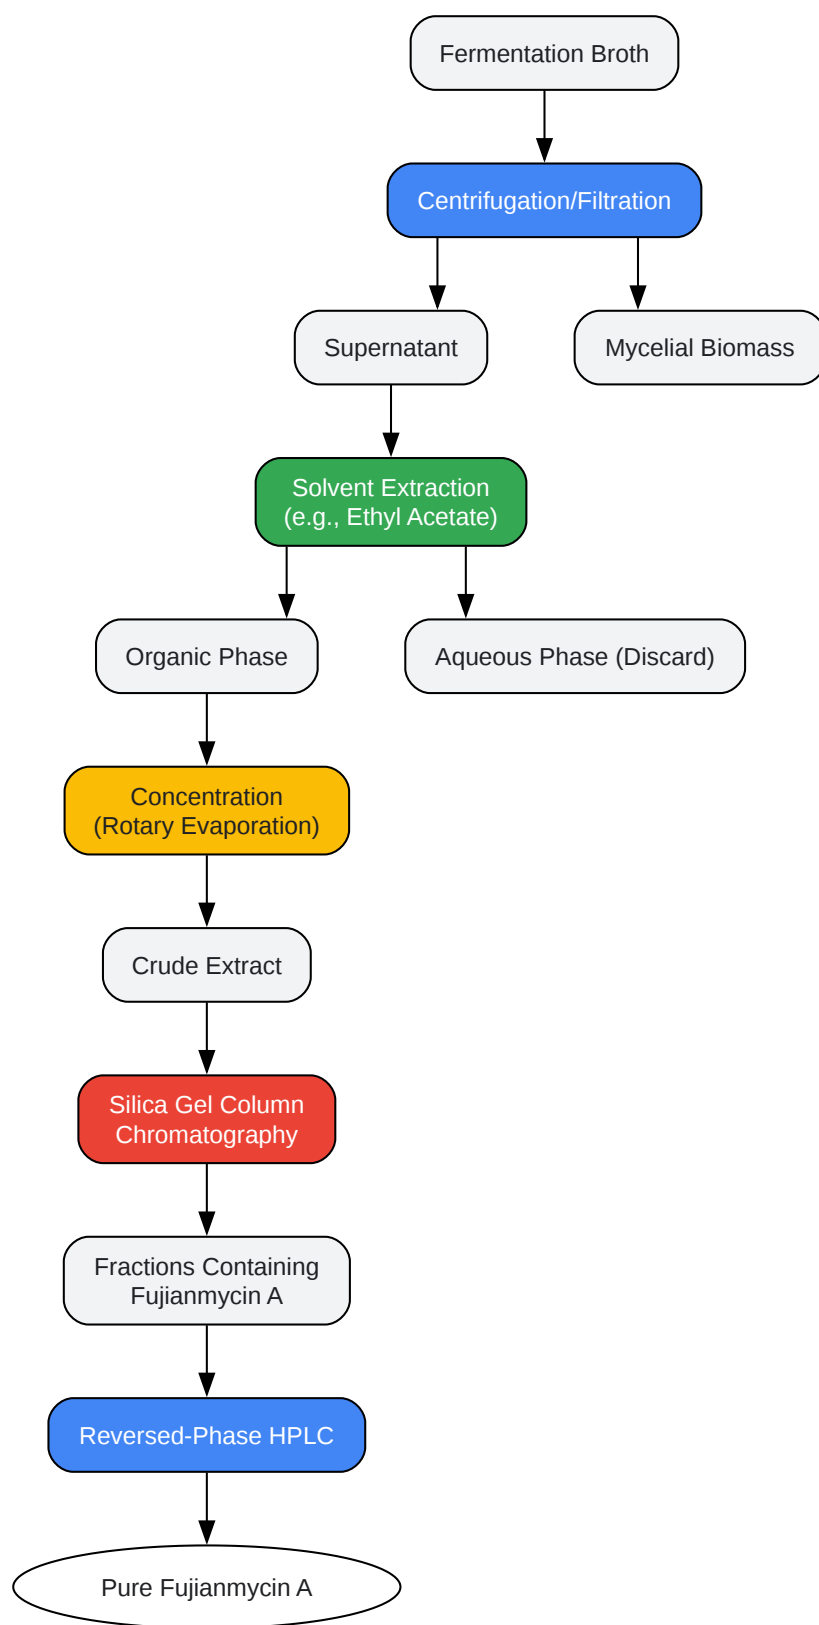 Fermentation Broth
Centrifugation/Filtration
Supernatant
Mycelial Biomass
Solvent Extraction
(e.g., Ethyl Acetate)
Organic Phase
Aqueous Phase (Discard)
Concentration
(Rotary Evaporation)
Crude Extract
Silica Gel Column
Chromatography
Fractions Containing
Fujianmycin A
Reversed-Phase HPLC
Pure Fujianmycin A